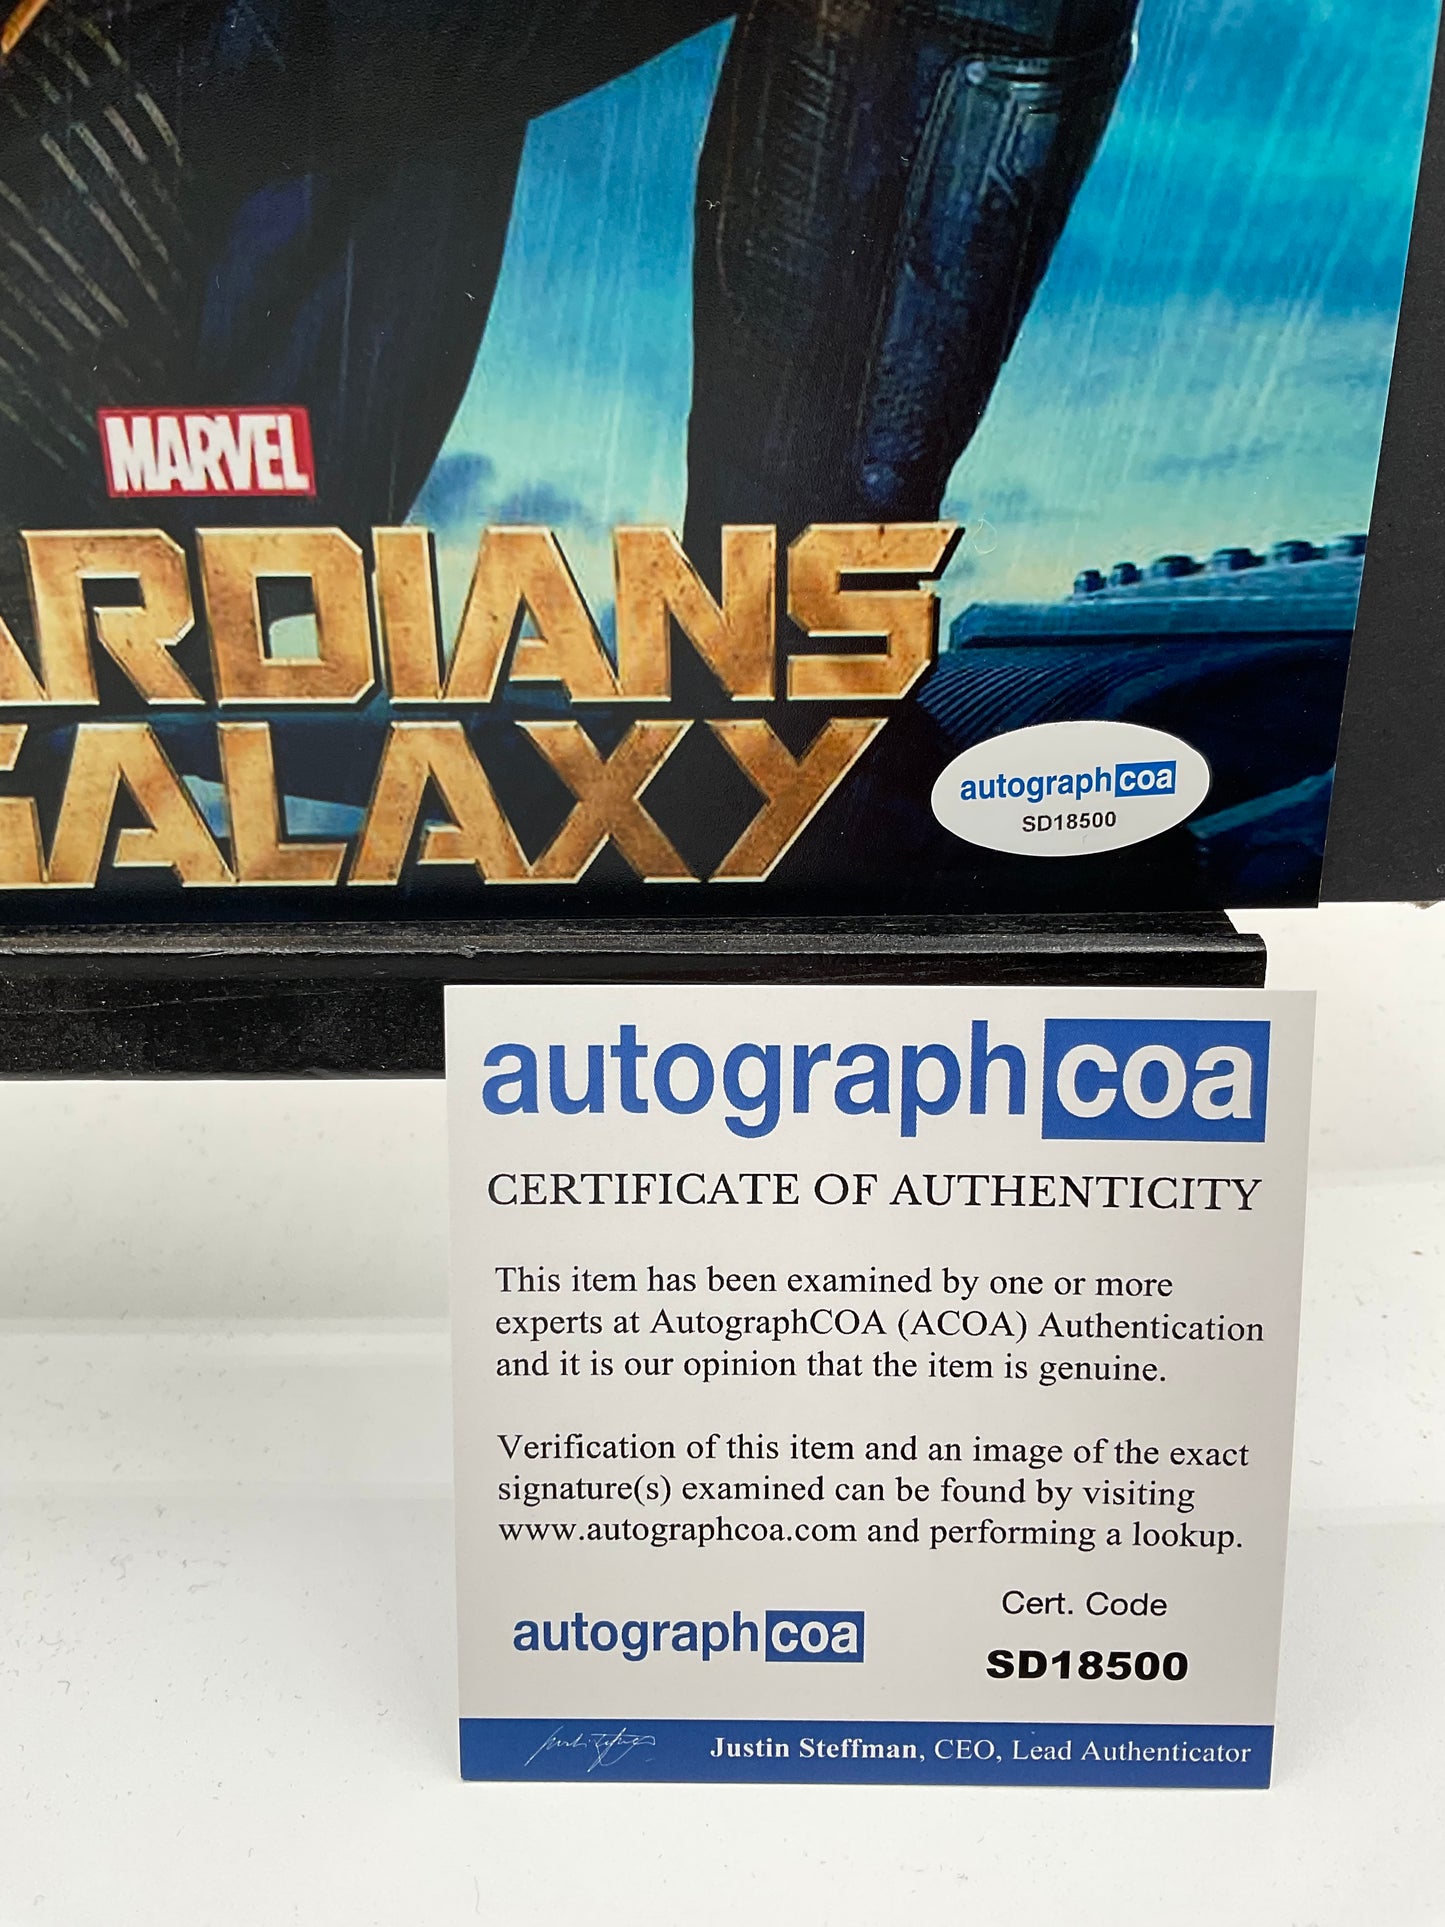 MARVEL
ARDIANS
GALAXY
autographcoa
SD18500
autographcoa
CERTIFICATE OF AUTHENTICITY
This item has been examined by one or more
experts at AutographCOA (ACOA) Authentication
and it is our opinion that the item is genuine.
Verification of this item and an image of the exact
signature(s) examined can be found by visiting
www.autographcoa.com and performing a lookup.
Cert. Code
autographcoa
SD18500
Justin Steffman, CEO, Lead Authenticator